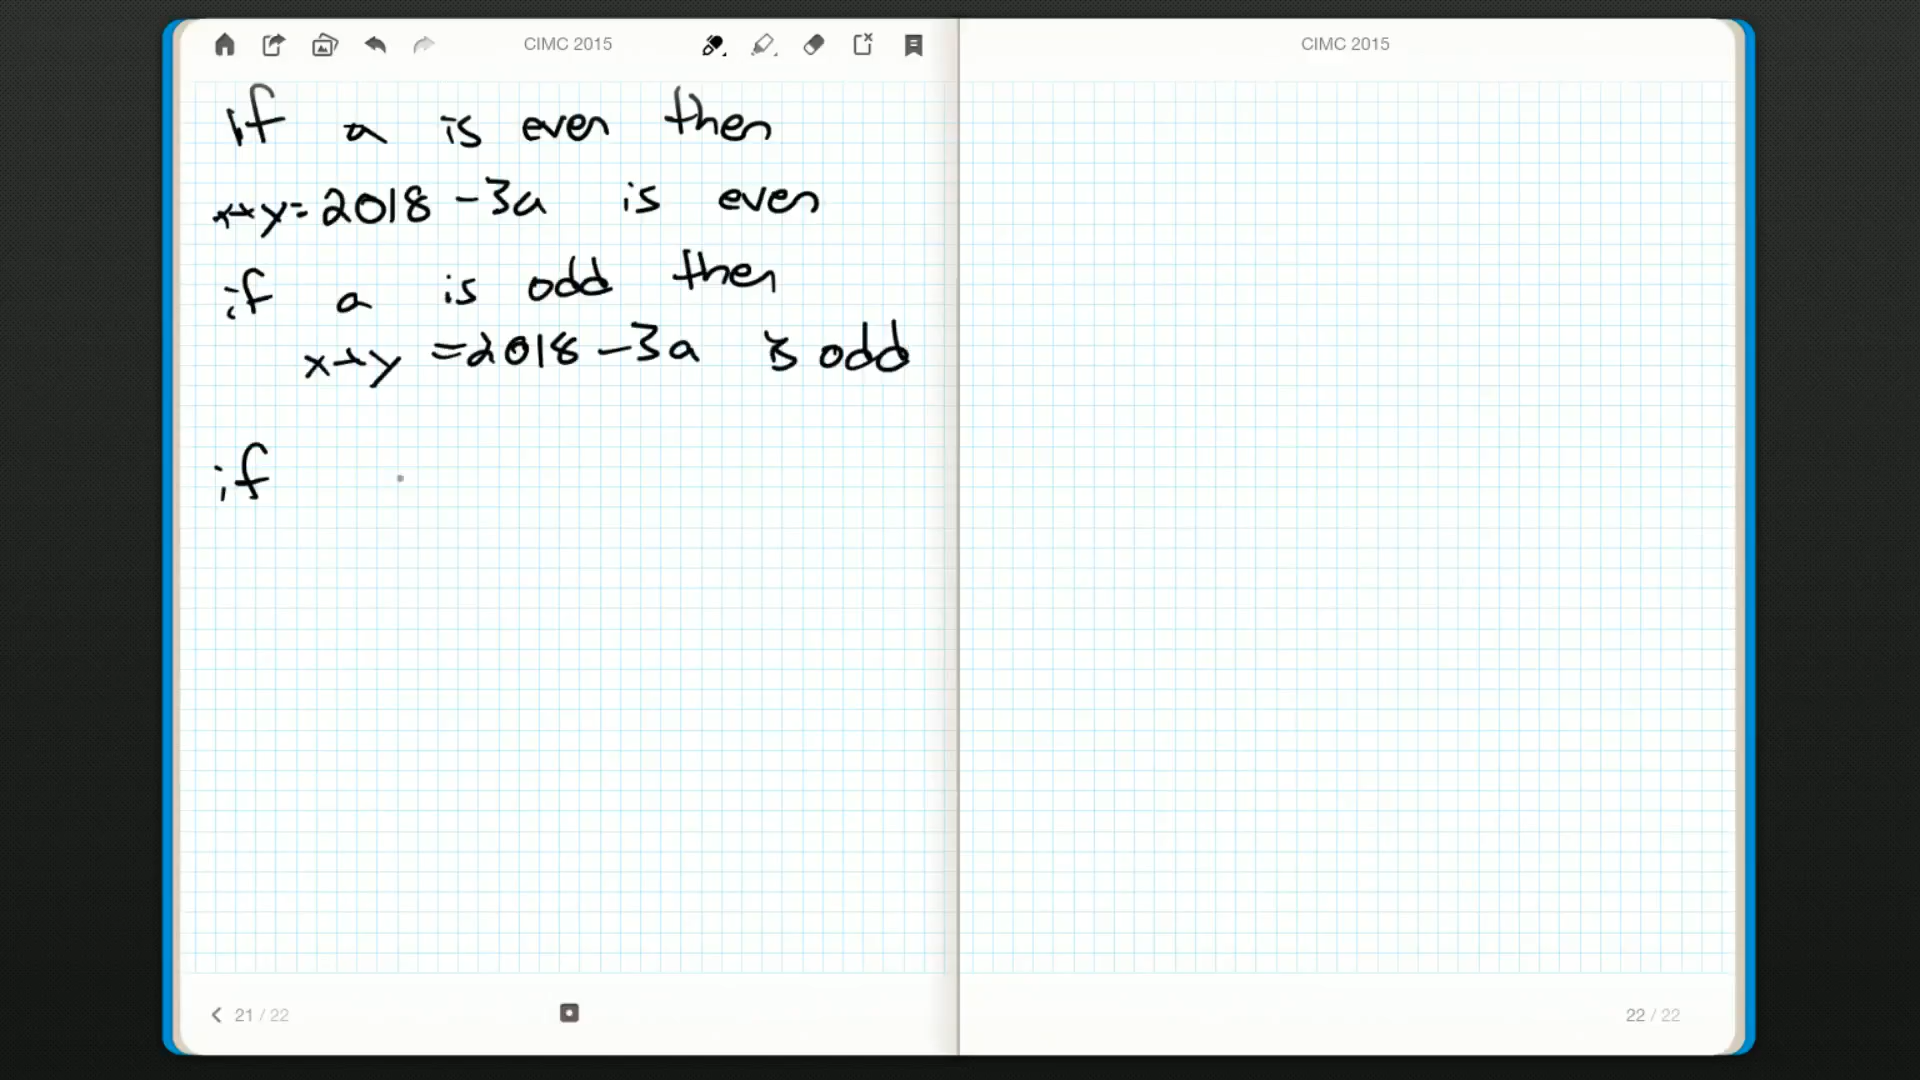 CIMC 2015
CIMC 2015
if a is even then
x+y=2018-3a is even
if a is odd then
x+y=2018-3a is odd
if
21 / 22
22 / 22